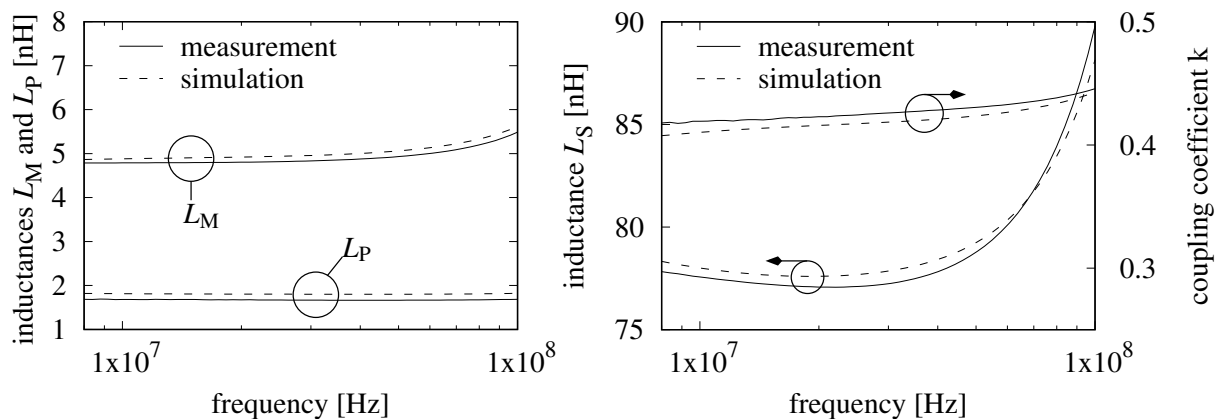 inductances L_M and L_P [nH]
8
7
6
5
4
3
2
1
measurement
simulation
L_M
L_P
1x10^7
1x10^8
frequency [Hz]
inductance L_S [nH]
90
85
80
75
measurement
simulation
0.5
0.4
0.3
coupling coefficient k
1x10^7
1x10^8
frequency [Hz]